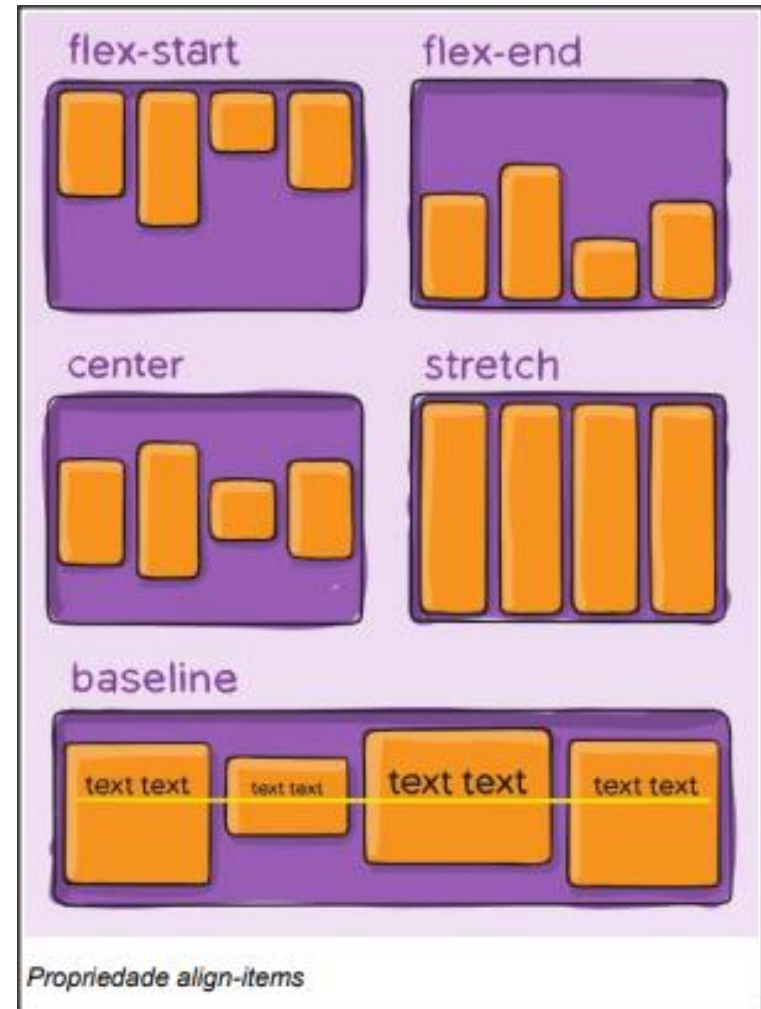 flex-start
flex-end
center
stretch
baseline
text text
text text
text text
text text
Propriedade align-items